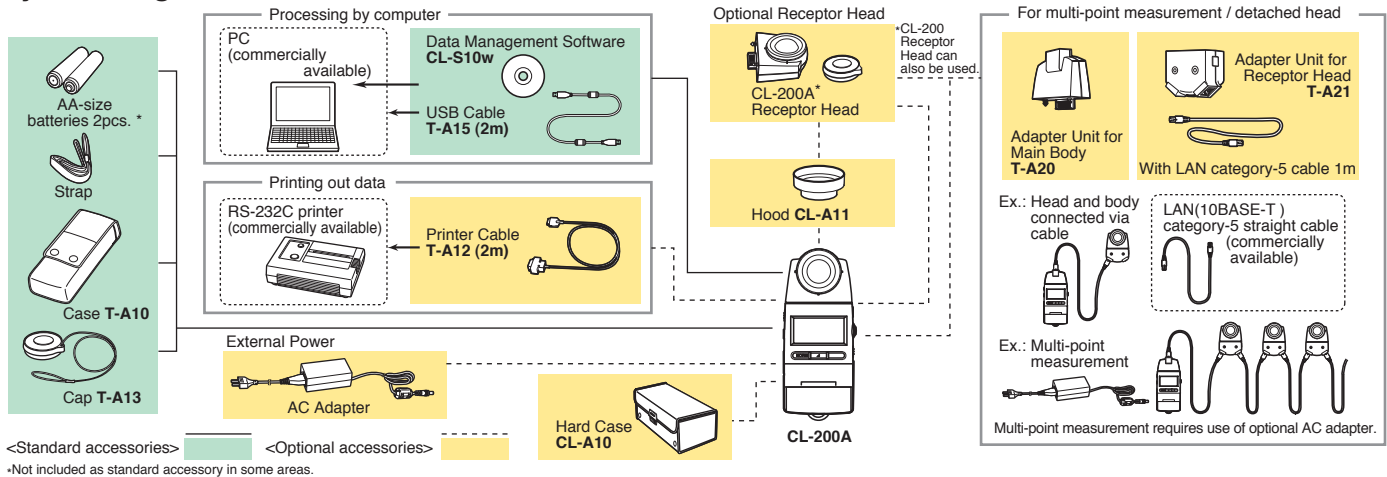 Processing by computer
PC
(commercially
available)
Data Management Software
CL-S10w
USB Cable
T-A15 (2m)
AA-size
batteries 2pcs. *
Strap
Case T-A10
Cap T-A13
Printing out data
RS-232C printer
(commercially available)
Printer Cable
T-A12 (2m)
External Power
AC Adapter
Hard Case
CL-A10
Optional Receptor Head
CL-200A*
Receptor Head
*CL-200
Receptor
Head can
also be used.
Hood CL-A11
CL-200A
For multi-point measurement / detached head
Adapter Unit for
Main Body
T-A20
Adapter Unit for
Receptor Head
T-A21
With LAN category-5 cable 1m
Ex.: Head and body
connected via
cable
LAN(10BASE-T )
category-5 straight cable
(commercially
available)
Ex.: Multi-point
measurement
Multi-point measurement requires use of optional AC adapter.
<Standard accessories>
<Optional accessories>
*Not included as standard accessory in some areas.